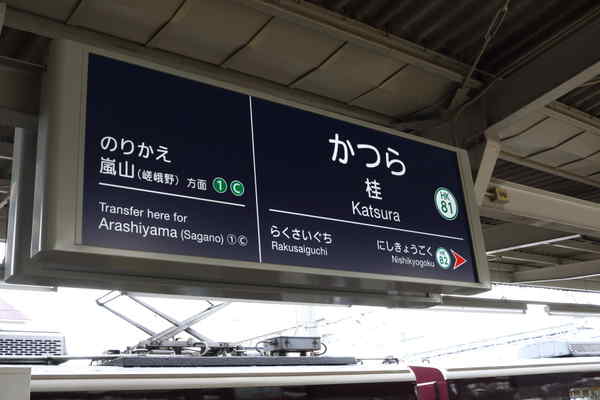 のりかえ
嵐山(嵯峨野) 方面 1 C
Transfer here for
Arashiyama (Sagano) ①Ⓒ
かつら
桂
Katsura
HK
81
らくさいぐち
Rakusaiguchi
にしきょうごく
Nishikyogoku
HK
82